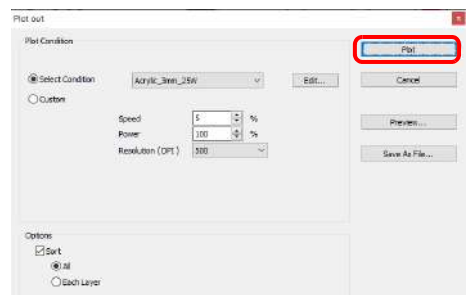 Plot out
Plot Condition
Plot
Select Condition Acrylic_3mm_25W Edit... Cancel
Custom
Speed 5 %
Preview...
Power 100 %
Resolution (DPI) 500
Save As File...
Options
Sort
All
Each Layer